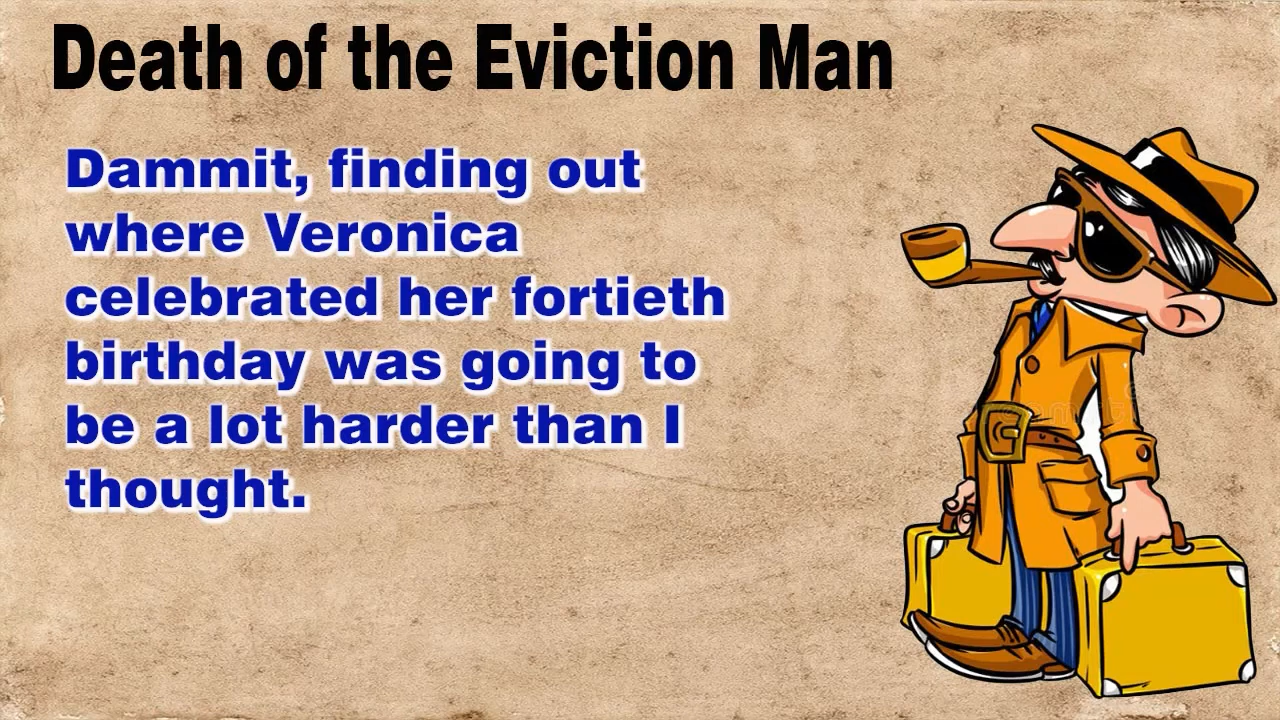 Death of the Eviction Man
Dammit, finding out
where Veronica
celebrated her fortieth
birthday was going to
be a lot harder than I
thought.